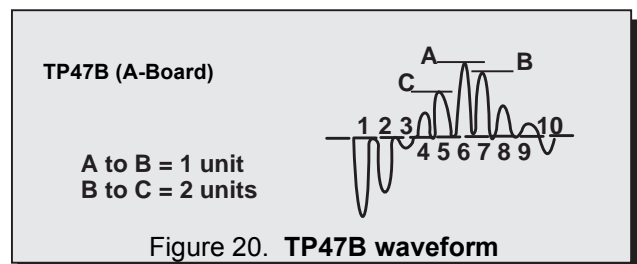 A
B
TP47B (A-Board)
C
1 2 3
10
4 5 6 7 8 9
A to B = 1 unit
B to C = 2 units
Figure 20. TP47B waveform